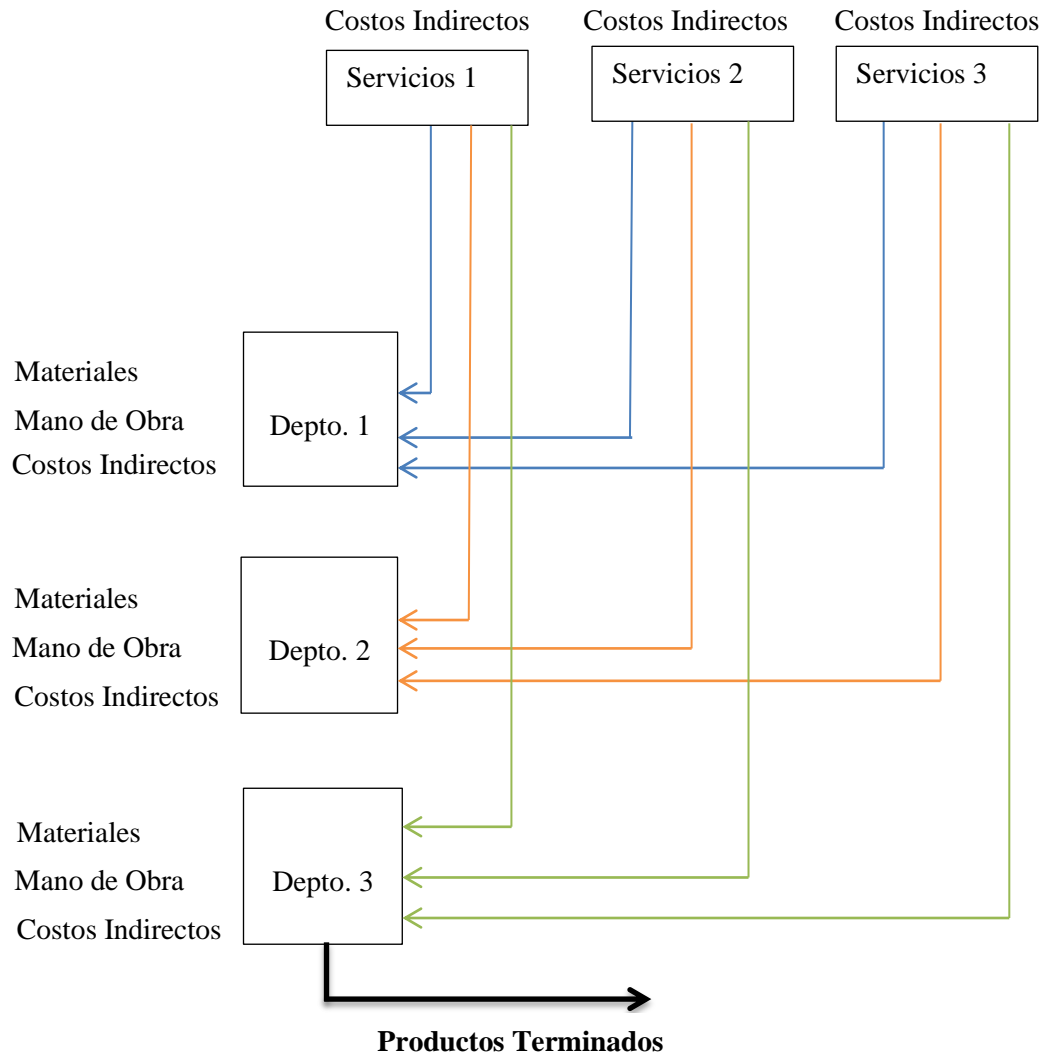 Costos Indirectos
Costos Indirectos
Costos Indirectos
Servicios 1
Servicios 2
Servicios 3
Materiales
Mano de Obra
Costos Indirectos
Depto. 1
Materiales
Mano de Obra
Costos Indirectos
Depto. 2
Materiales
Mano de Obra
Costos Indirectos
Depto. 3
Productos Terminados